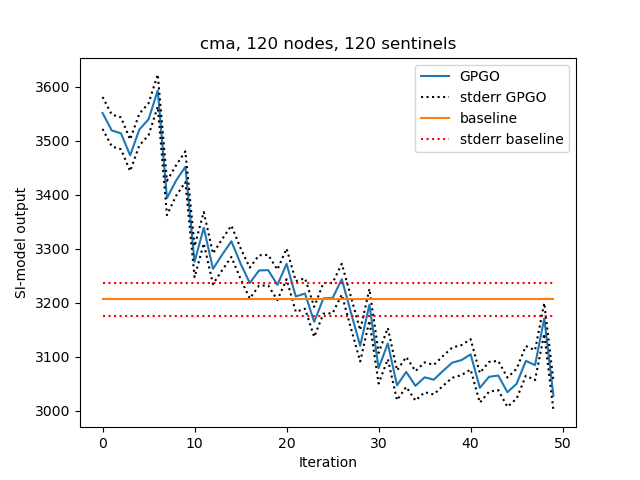 cma, 120 nodes, 120 sentinels
GPGO
stderr GPGO
baseline
stderr baseline
SI-model output
3600
3500
3400
3300
3200
3100
3000
0 10 20 30 40 50
Iteration